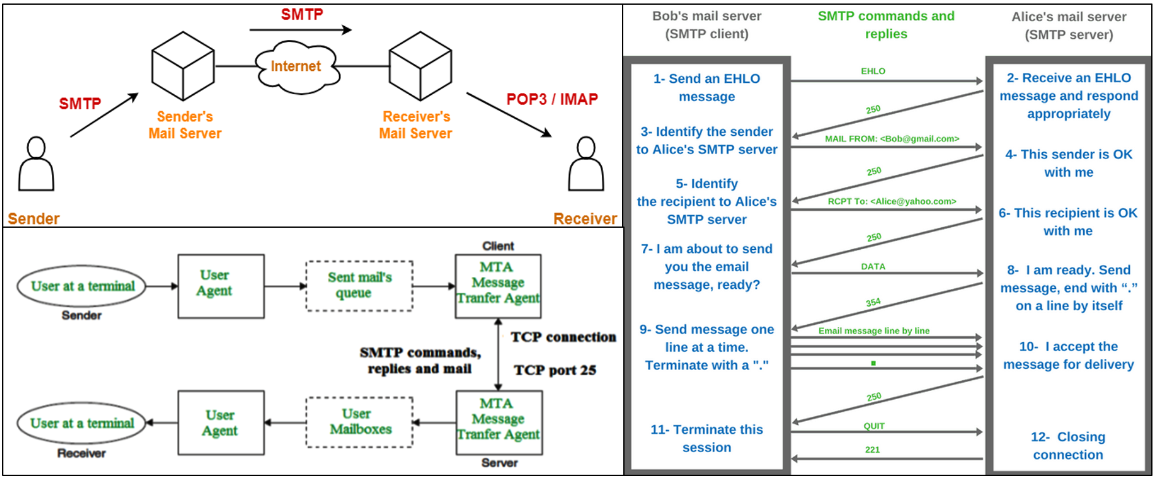 SMTP
SMTP
Internet
POP3 / IMAP
Sender's
Mail Server
Receiver's
Mail Server
Sender
Receiver
Client
User at a terminal
Sender
User
Agent
Sent mail's
queue
MTA
Message
Tranfer Agent
TCP connection
SMTP commands,
replies and mail
TCP port 25
User at a terminal
Receiver
User
Agent
User
Mailboxes
MTA
Message
Tranfer Agent
Server
Bob's mail server
(SMTP client)
SMTP commands and
replies
Alice's mail server
(SMTP server)
1- Send an EHLO
message
EHLO
2- Receive an EHLO
message and respond
appropriately
250
3- Identify the sender
to Alice's SMTP server
MAIL FROM: <Bob@gmail.com>
4- This sender is OK
with me
250
5- Identify
the recipient to Alice's
SMTP server
RCPT To: <Alice@yahoo.com>
6- This recipient is OK
with me
250
7- I am about to send
you the email
message, ready?
DATA
8- I am ready. Send
message, end with “.”
on a line by itself
354
9- Send message one
line at a time.
Terminate with a "."
Email message line by line
.
10- I accept the
message for delivery
250
11- Terminate this
session
QUIT
12- Closing
connection
221